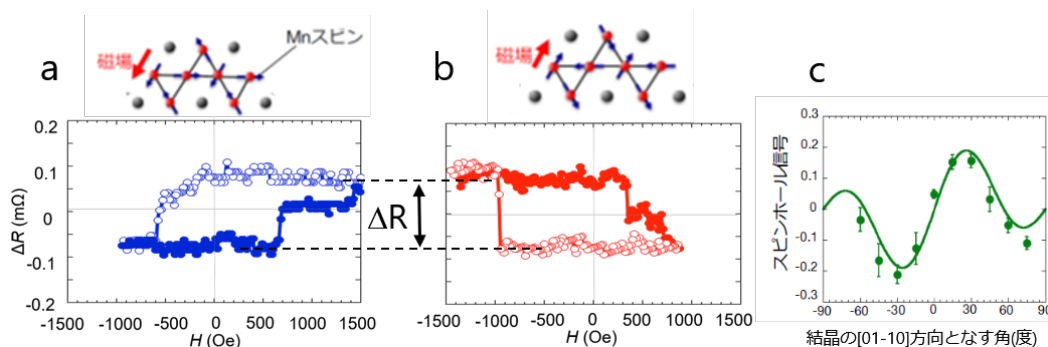 a
磁場
Mnスピン
b
磁場
c
ΔR (mΩ)
0.2
0.1
0
-0.1
-0.2
-1500 -1000 -500 0 500 1000 1500
H (Oe)
ΔR
-1500 -1000 -500 0 500 1000 1500
H (Oe)
スピンホール信号
0.3
0.2
0.1
0
-0.1
-0.2
-0.3
-90 -60 -30 0 30 60 90
結晶の[01-10]方向となす角(度)